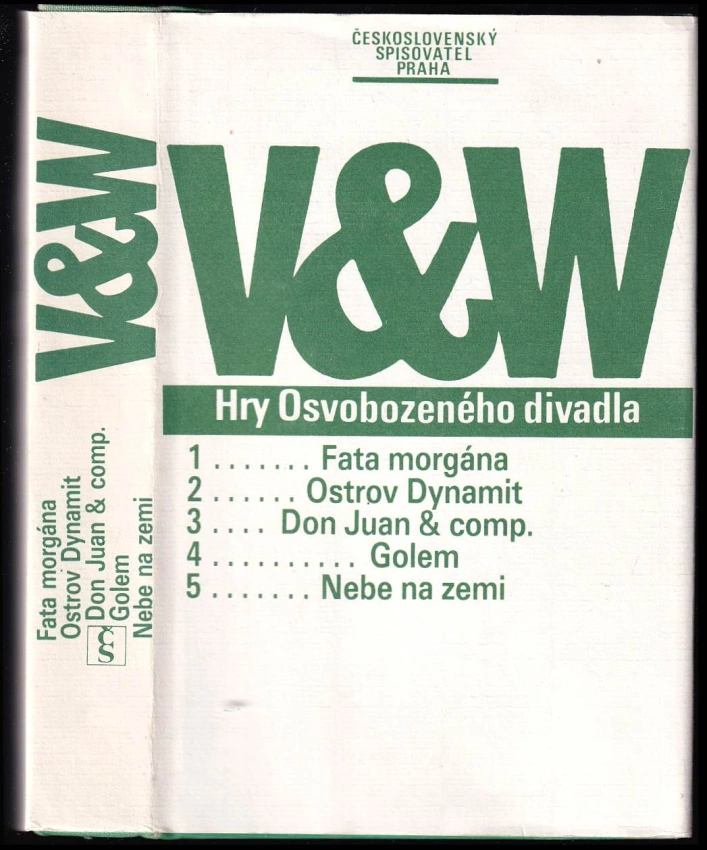 ČESKOSLOVENSKÝ
SPISOVATEL
PRAHA
V&W
Hry Osvobozeného divadla
1 ....... Fata morgána
2 ...... Ostrov Dynamit
3 .... Don Juan & comp.
4 .......... Golem
5 ....... Nebe na zemi
V&W
Fata morgána
Ostrov Dynamit
Don Juan & comp.
Golem
Nebe na zemi
ČS